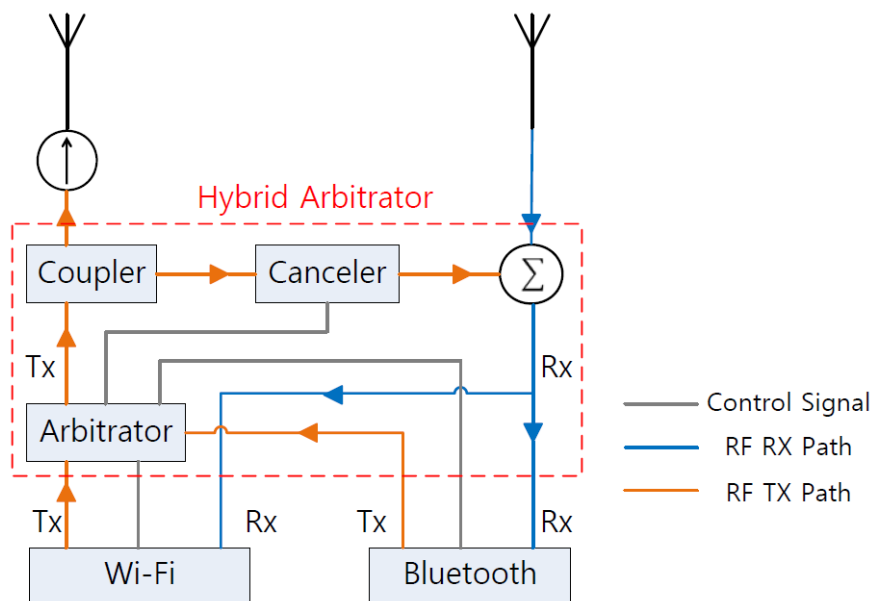 Hybrid Arbitrator
Coupler
Canceler
Σ
Tx
Rx
Arbitrator
Control Signal
RF RX Path
RF TX Path
Tx
Rx
Tx
Rx
Wi-Fi
Bluetooth